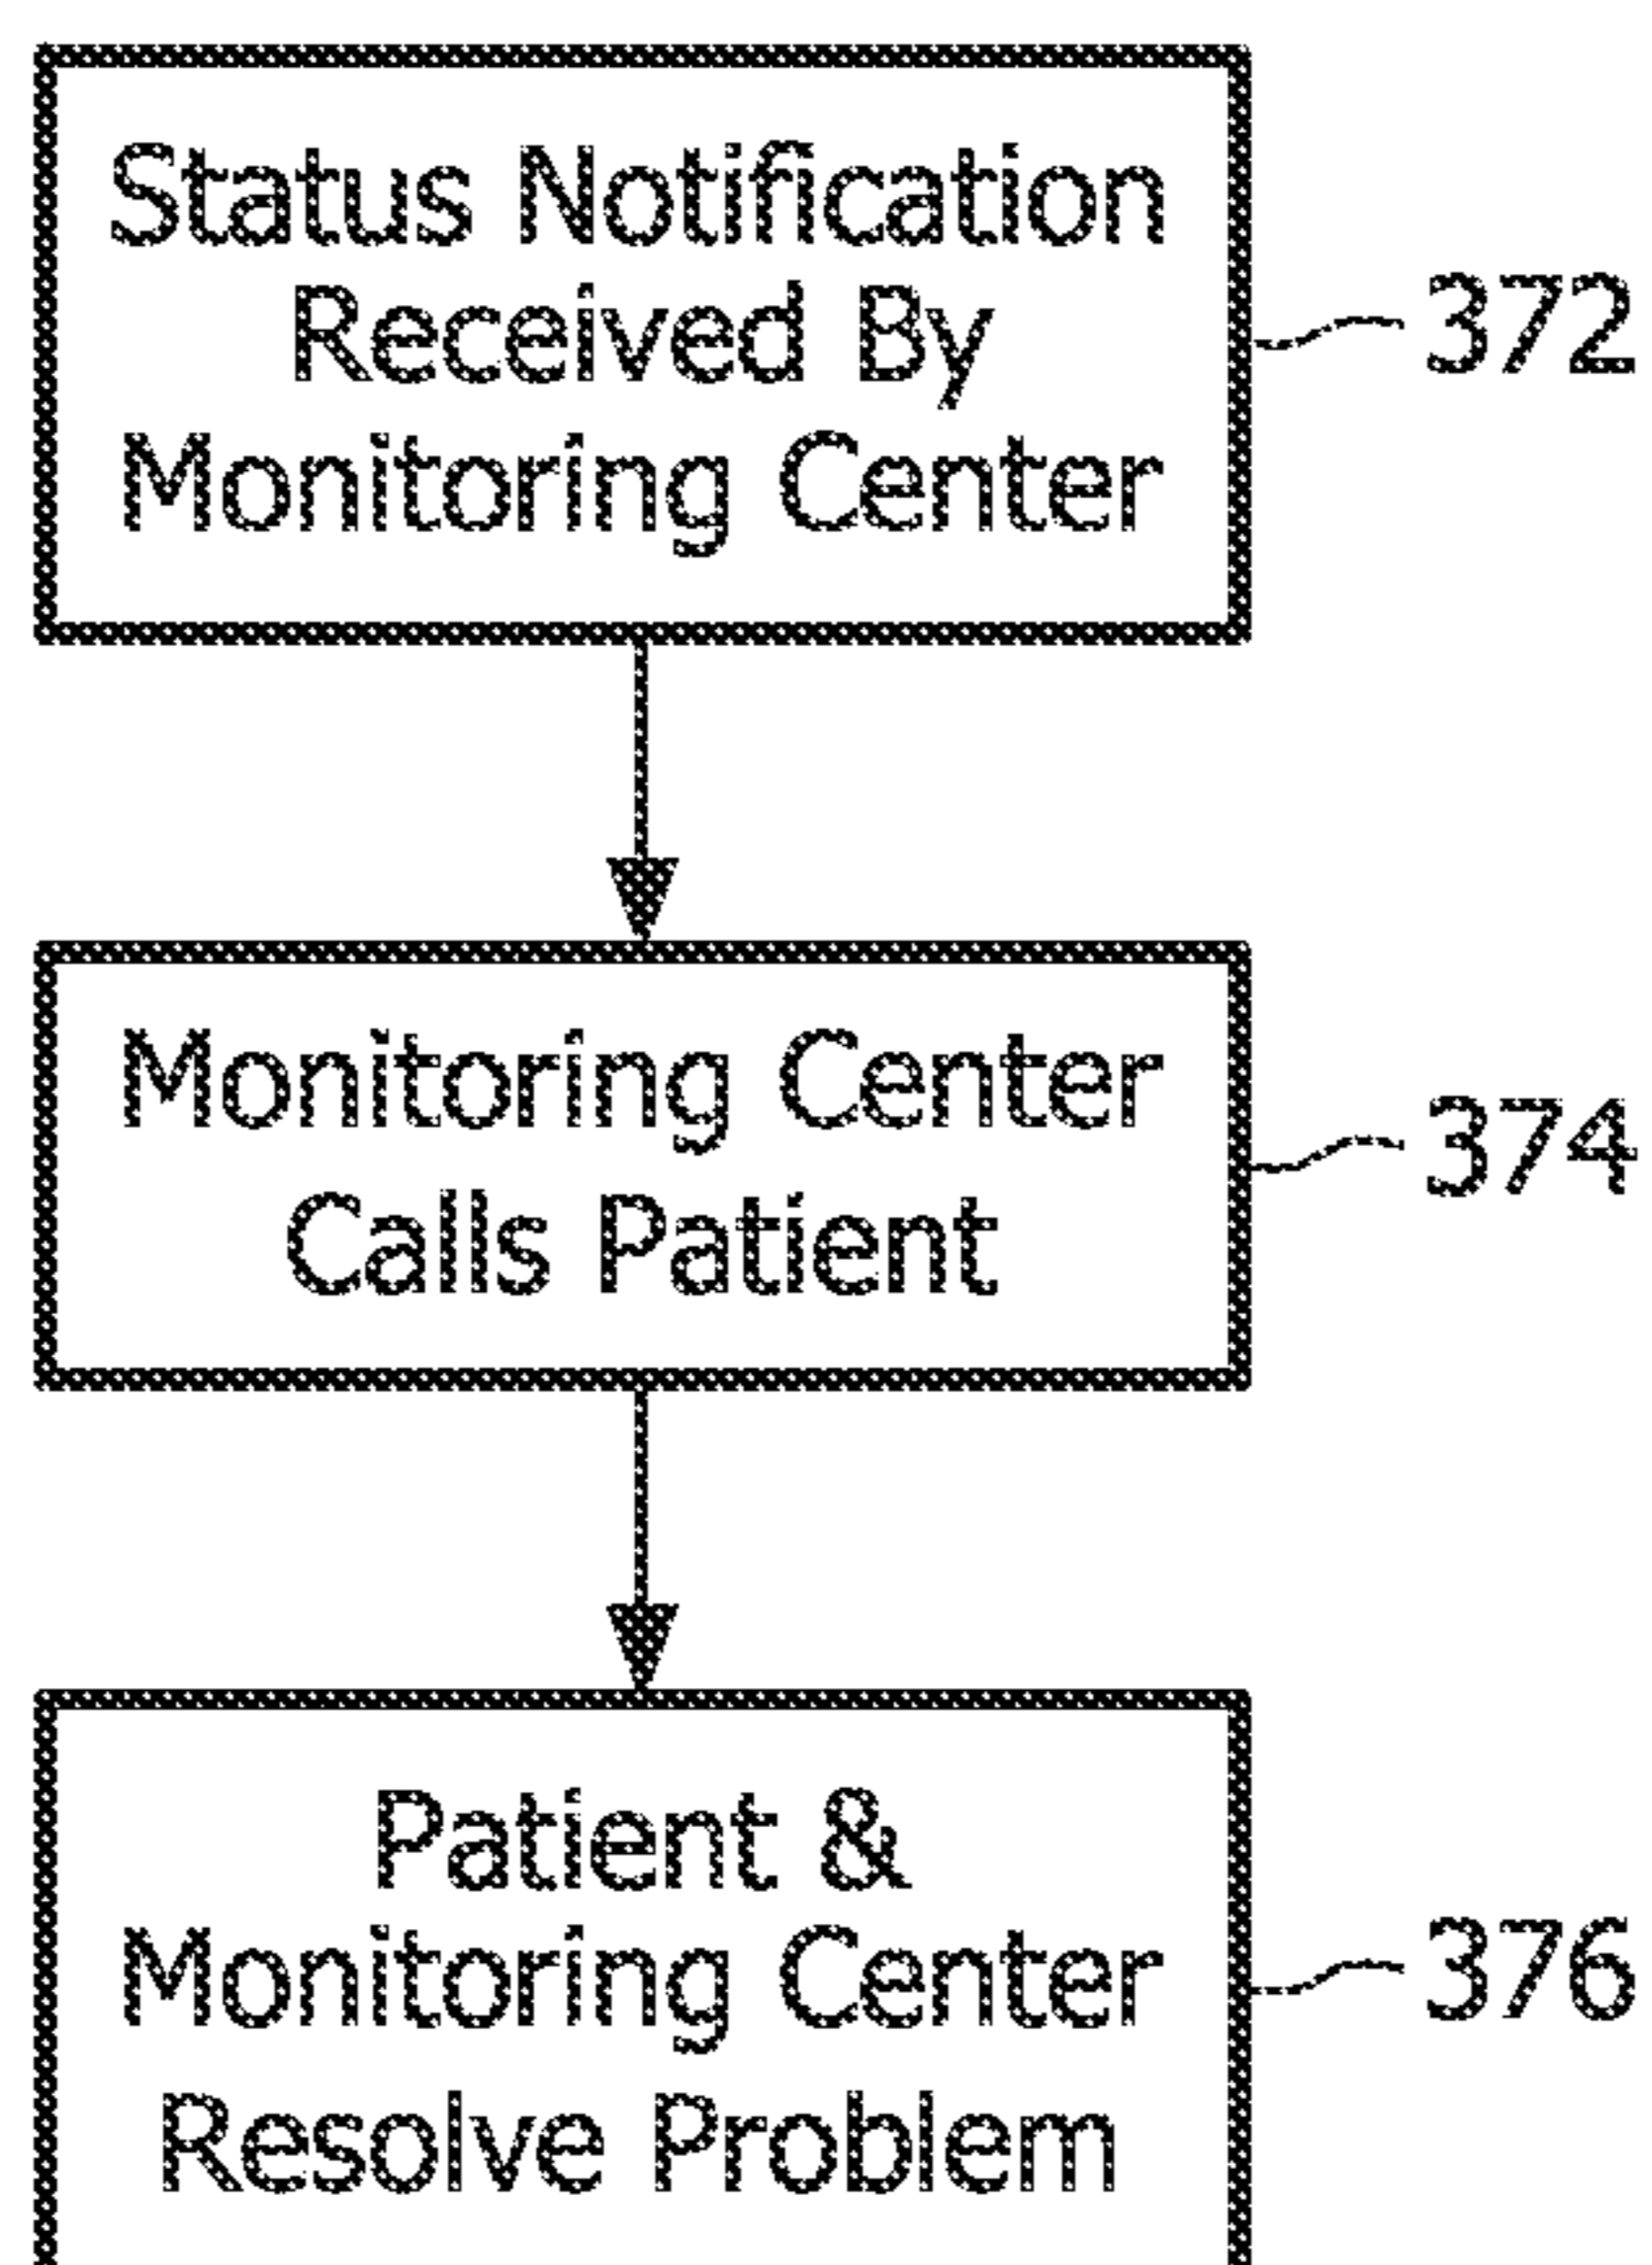 Status Notification
Received By
Monitoring Center
372
Monitoring Center
Calls Patient
374
Patient &
Monitoring Center
Resolve Problem
376